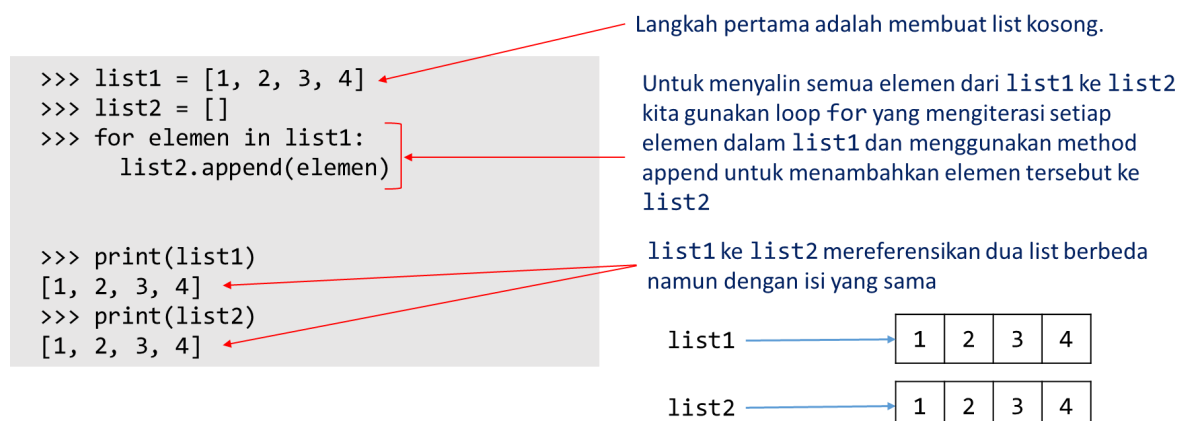 Langkah pertama adalah membuat list kosong.
>>> list1 = [1, 2, 3, 4]
>>> list2 = []
>>> for elemen in list1:
        list2.append(elemen)
Untuk menyalin semua elemen dari list1 ke list2
kita gunakan loop for yang mengiterasi setiap
elemen dalam list1 dan menggunakan method
append untuk menambahkan elemen tersebut ke
list2
>>> print(list1)
[1, 2, 3, 4]
>>> print(list2)
[1, 2, 3, 4]
list1 ke list2 mereferensikan dua list berbeda
namun dengan isi yang sama
list1 1 2 3 4
list2 1 2 3 4